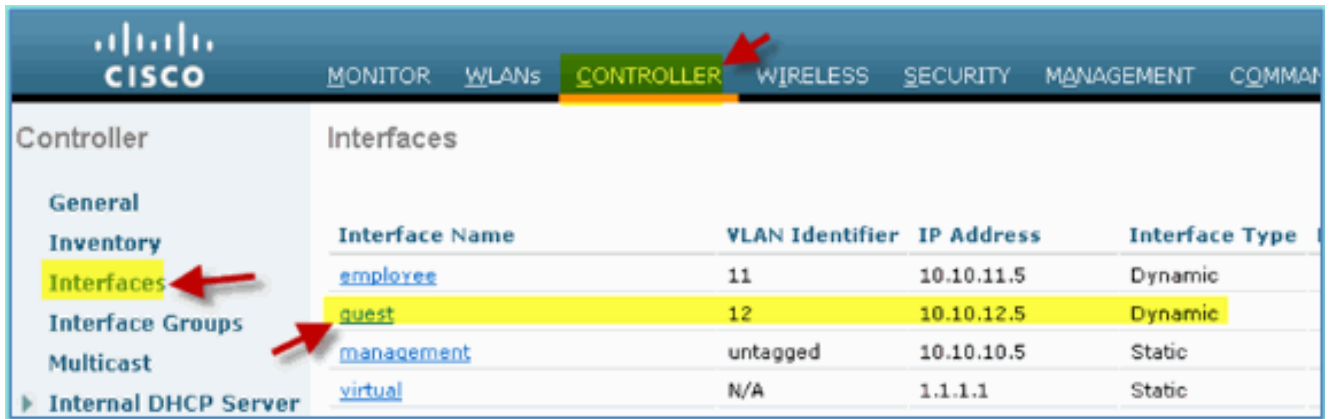 CISCO
MONITOR WLANs CONTROLLER WIRELESS SECURITY MANAGEMENT COMMAN
Controller
Interfaces
General
Inventory
Interfaces
Interface Groups
Multicast
Internal DHCP Server
Interface Name VLAN Identifier IP Address Interface Type
employee 11 10.10.11.5 Dynamic
guest 12 10.10.12.5 Dynamic
management untagged 10.10.10.5 Static
virtual N/A 1.1.1.1 Static